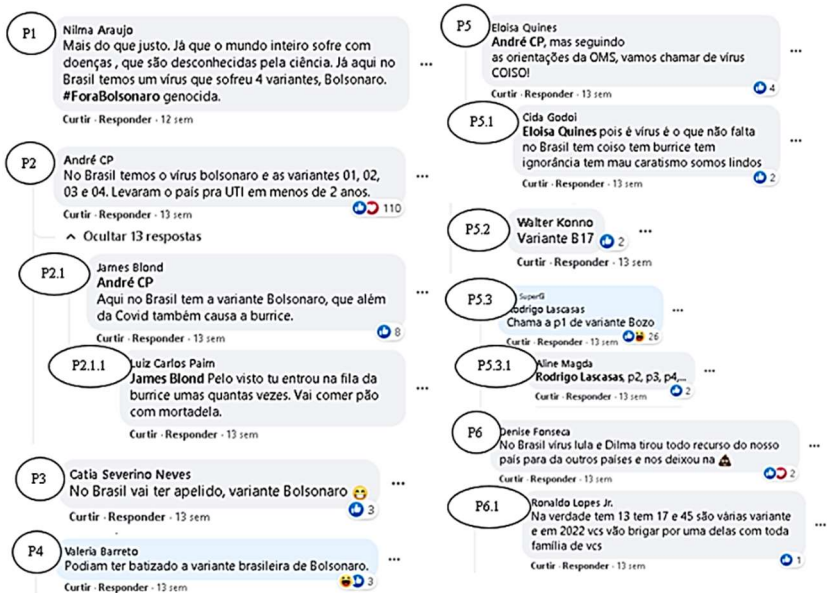 P1
Nilma Araujo
Mais do que justo. Já que o mundo inteiro sofre com
doenças , que são desconhecidas pela ciência. Já aqui no
Brasil temos um vírus que sofreu 4 variantes, Bolsonaro.
#ForaBolsonaro genocida.
Curtir · Responder · 12 sem
P2
André CP
No Brasil temos o vírus bolsonaro e as variantes 01, 02,
03 e 04. Levaram o país pra UTI em menos de 2 anos.
110
Curtir · Responder · 13 sem
Ocultar 13 respostas
P2.1
James Blond
André CP
Aqui no Brasil tem a variante Bolsonaro, que além
da Covid também causa a burrice.
8
Curtir · Responder · 13 sem
P2.1.1
Luiz Carlos Paim
James Blond Pelo visto tu entrou na fila da
burrice umas quantas vezes. Vai comer pão
com mortadela.
Curtir · Responder · 13 sem
P3
Catia Severino Neves
No Brasil vai ter apelido, variante Bolsonaro 😁
3
Curtir · Responder · 13 sem
P4
Valeria Barreto
Podiam ter batizado a variante brasileira de Bolsonaro.
3
Curtir · Responder · 13 sem
P5
Eloisa Quines
André CP, mas seguindo
as orientações da OMS, vamos chamar de vírus
COISO!
4
Curtir · Responder · 13 sem
P5.1
Cida Godoi
Eloisa Quines pois é vírus é o que não falta
no Brasil tem coiso tem burrice tem
ignorância tem mau caratismo somos lindos
2
Curtir · Responder · 13 sem
P5.2
Walter Konno
Variante B17
2
Curtir · Responder · 13 sem
P5.3
Superfã
Rodrigo Lascasas
Chama a p1 de variante Bozo
26
Curtir · Responder · 13 sem
P5.3.1
Aline Magda
Rodrigo Lascasas, p2, p3, p4,...
2
Curtir · Responder · 13 sem
P6
Denise Fonseca
No Brasil vírus lula e Dilma tirou todo recurso do nosso
país para da outros países e nos deixou na 💩
2
Curtir · Responder · 13 sem
P6.1
Ronaldo Lopes Jr.
Na verdade tem 13 tem 17 e 45 são várias variante
e em 2022 vcs vão brigar por uma delas com toda
família de vcs
1
Curtir · Responder · 13 sem